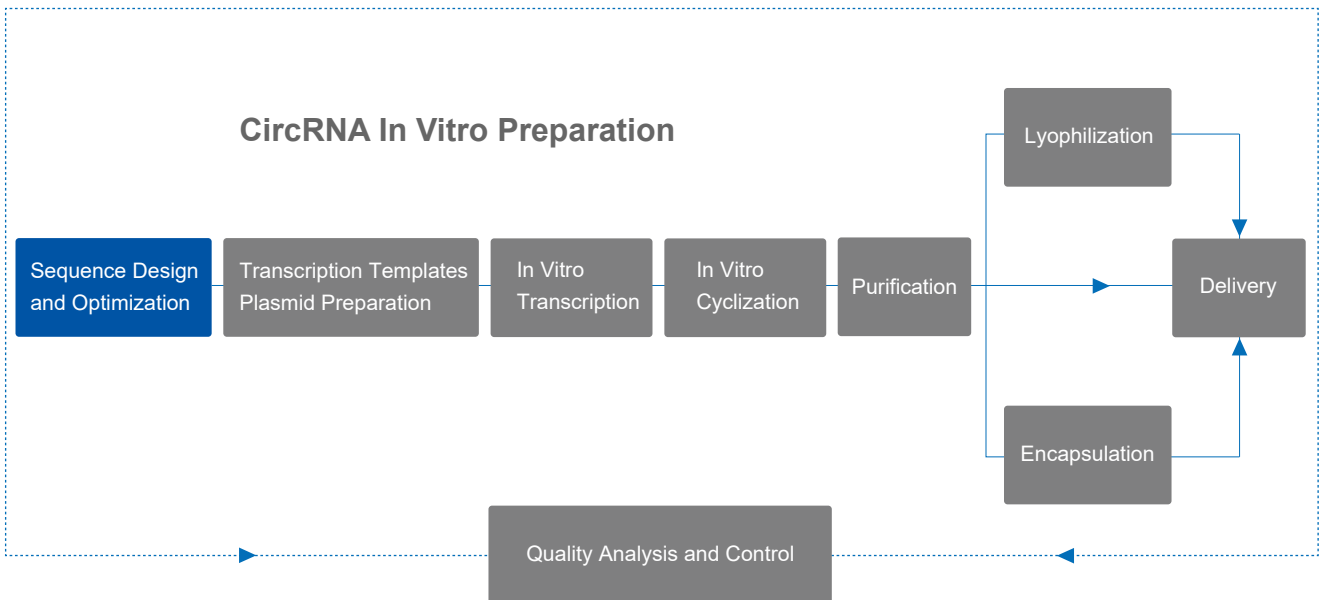 CircRNA In Vitro Preparation
Lyophilization
Sequence Design
and Optimization
Transcription Templates
Plasmid Preparation
In Vitro
Transcription
In Vitro
Cyclization
Purification
Delivery
Encapsulation
Quality Analysis and Control